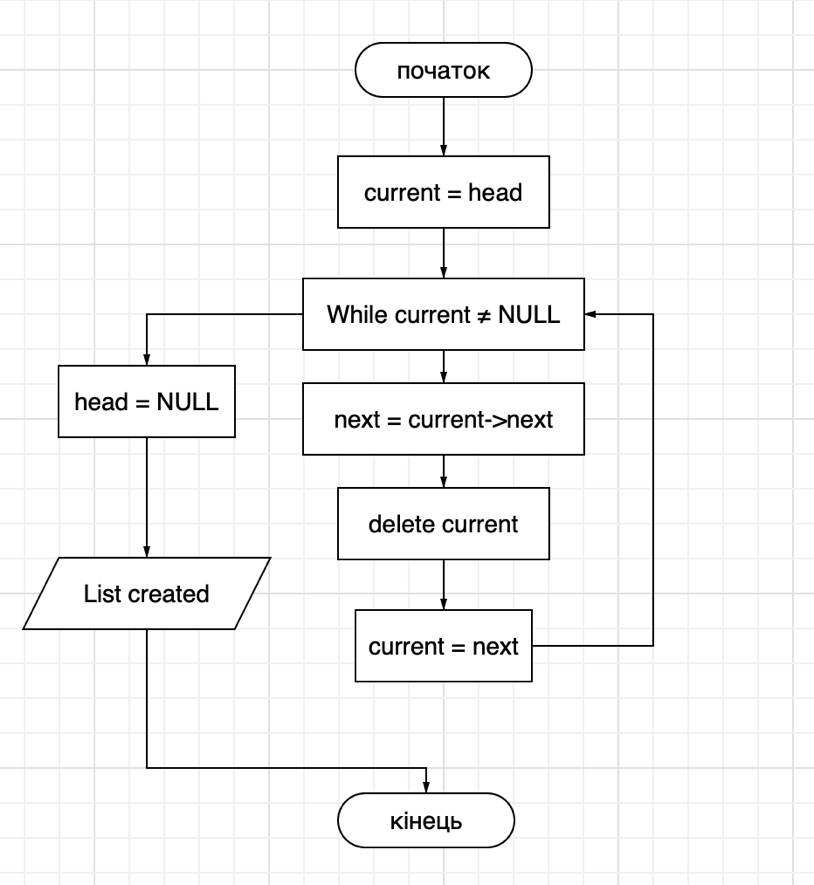 початок
current = head
While current ≠ NULL
head = NULL
next = current->next
delete current
List created
current = next
кінець